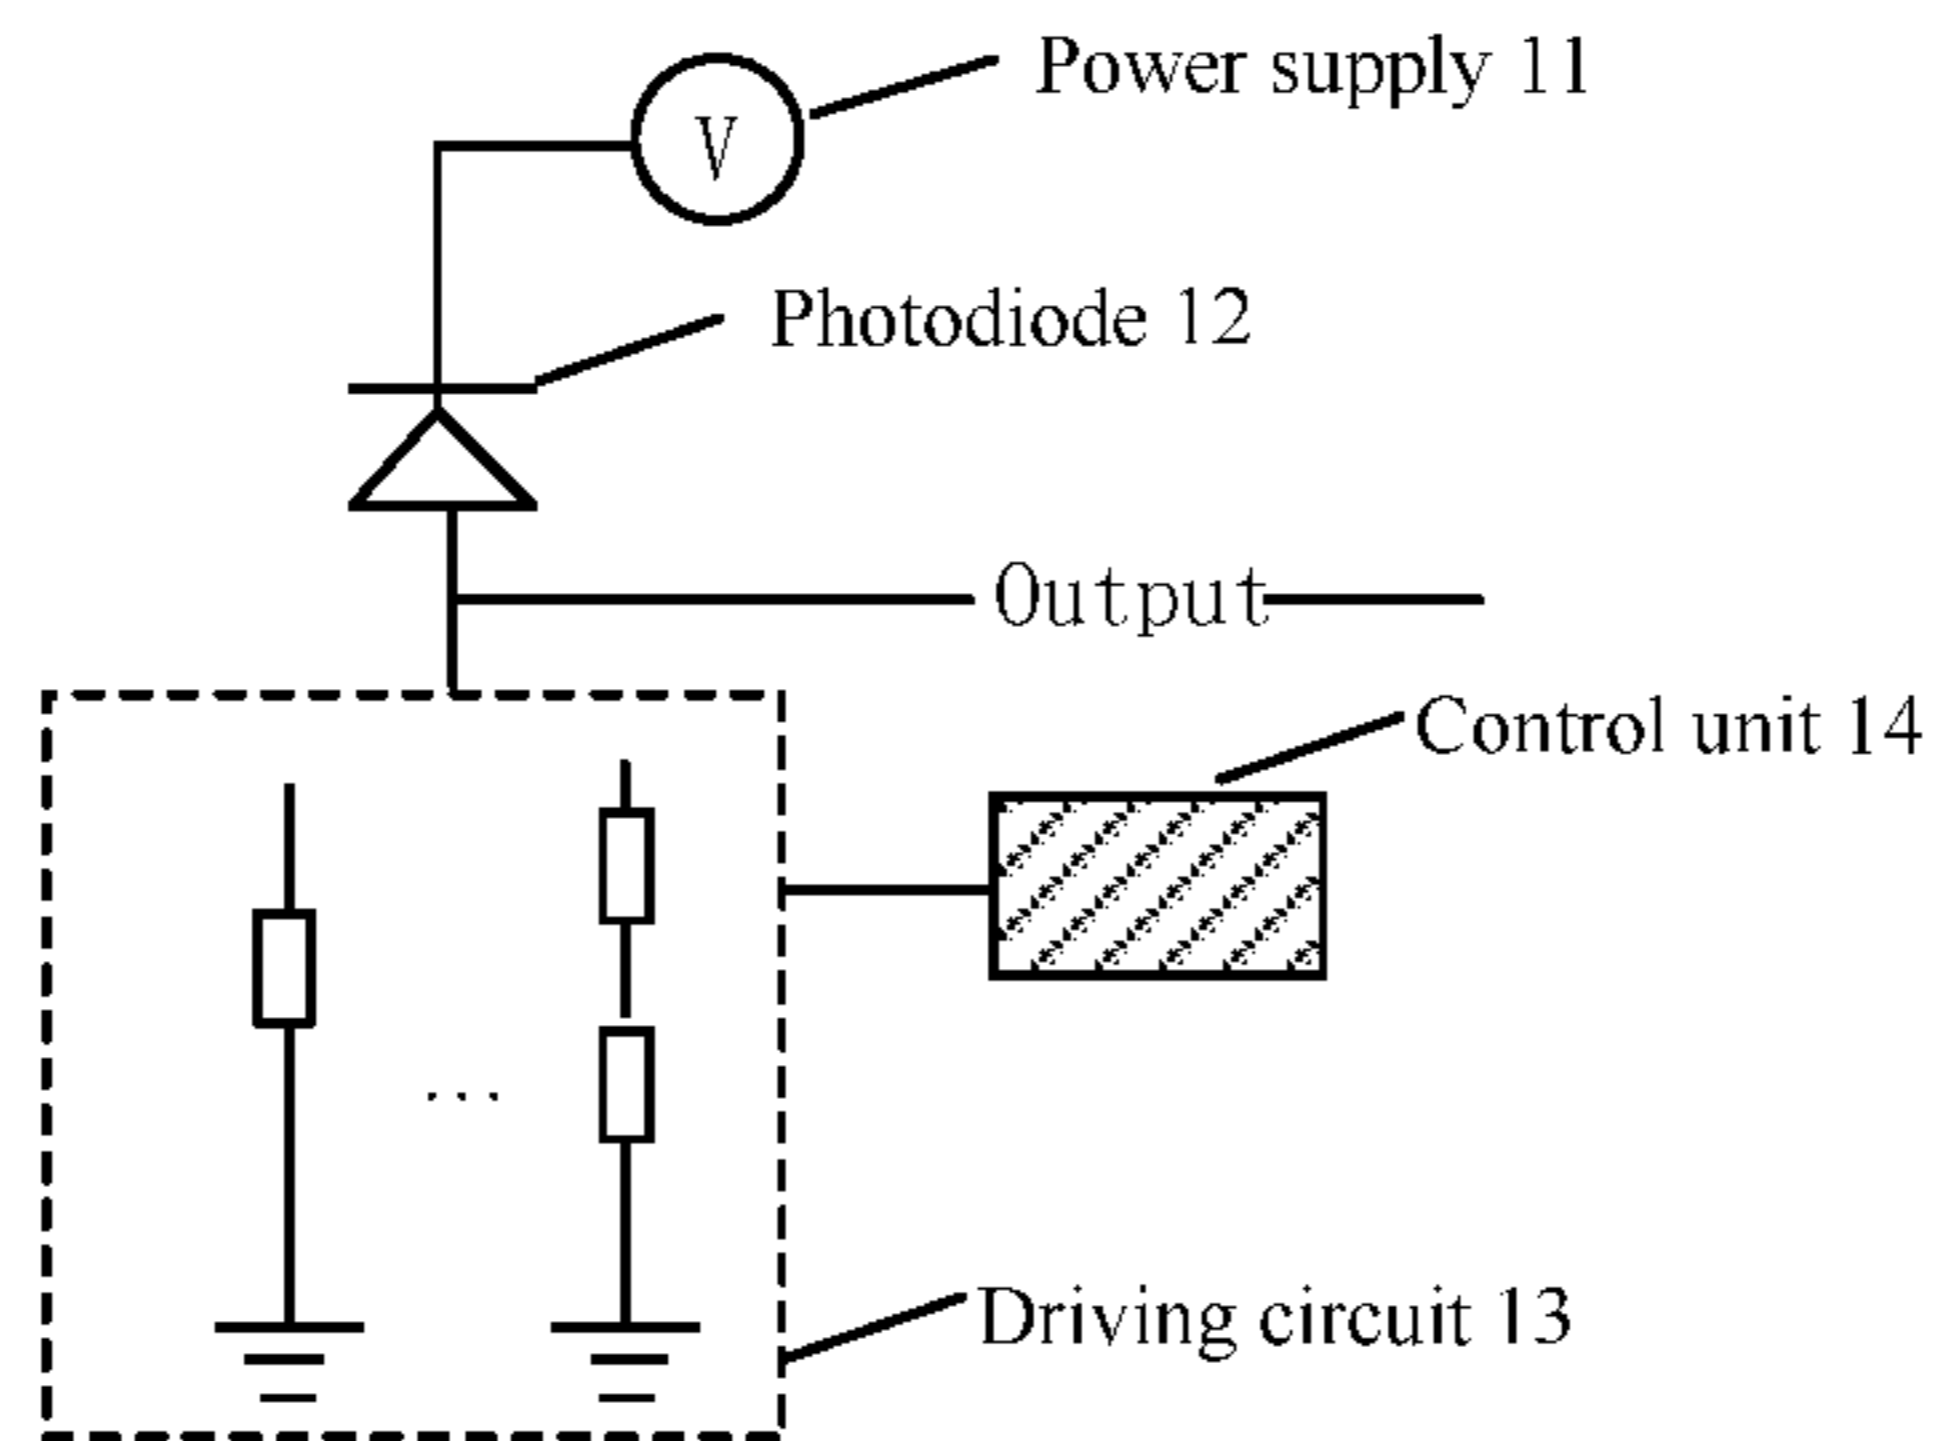 Power supply 11
V
Photodiode 12
Output
Control unit 14
...
Driving circuit 13